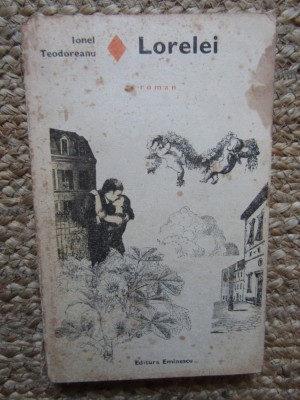 Ionel
Teodoreanu
Lorelei
roman
Editura Eminescu